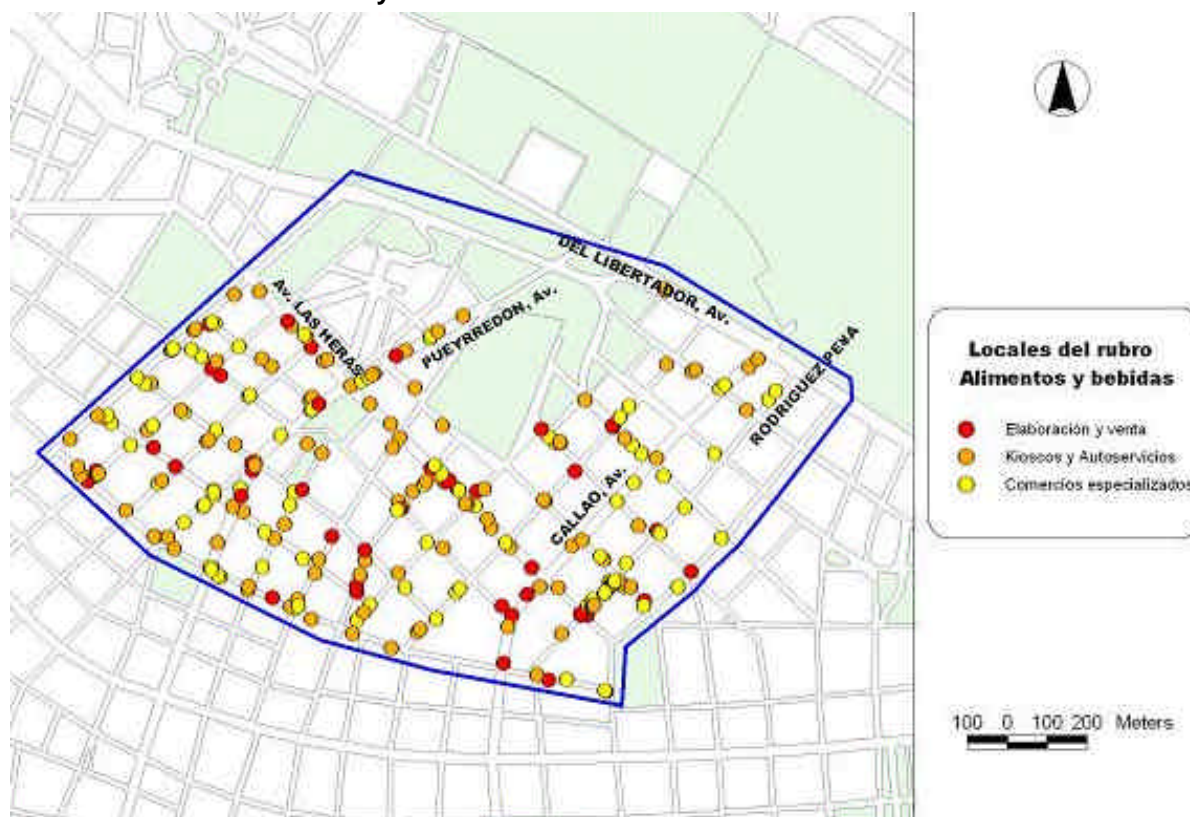 Av. LAS HERAS
PUEYRREDON, Av.
DEL LIBERTADOR, Av.
RODRIGUEZ PEÑA
CALLAO, Av.
Locales del rubro
Alimentos y bebidas
Elaboración y venta
Kioscos y Autoservicios
Comercios especializados
100 0 100 200 Meters